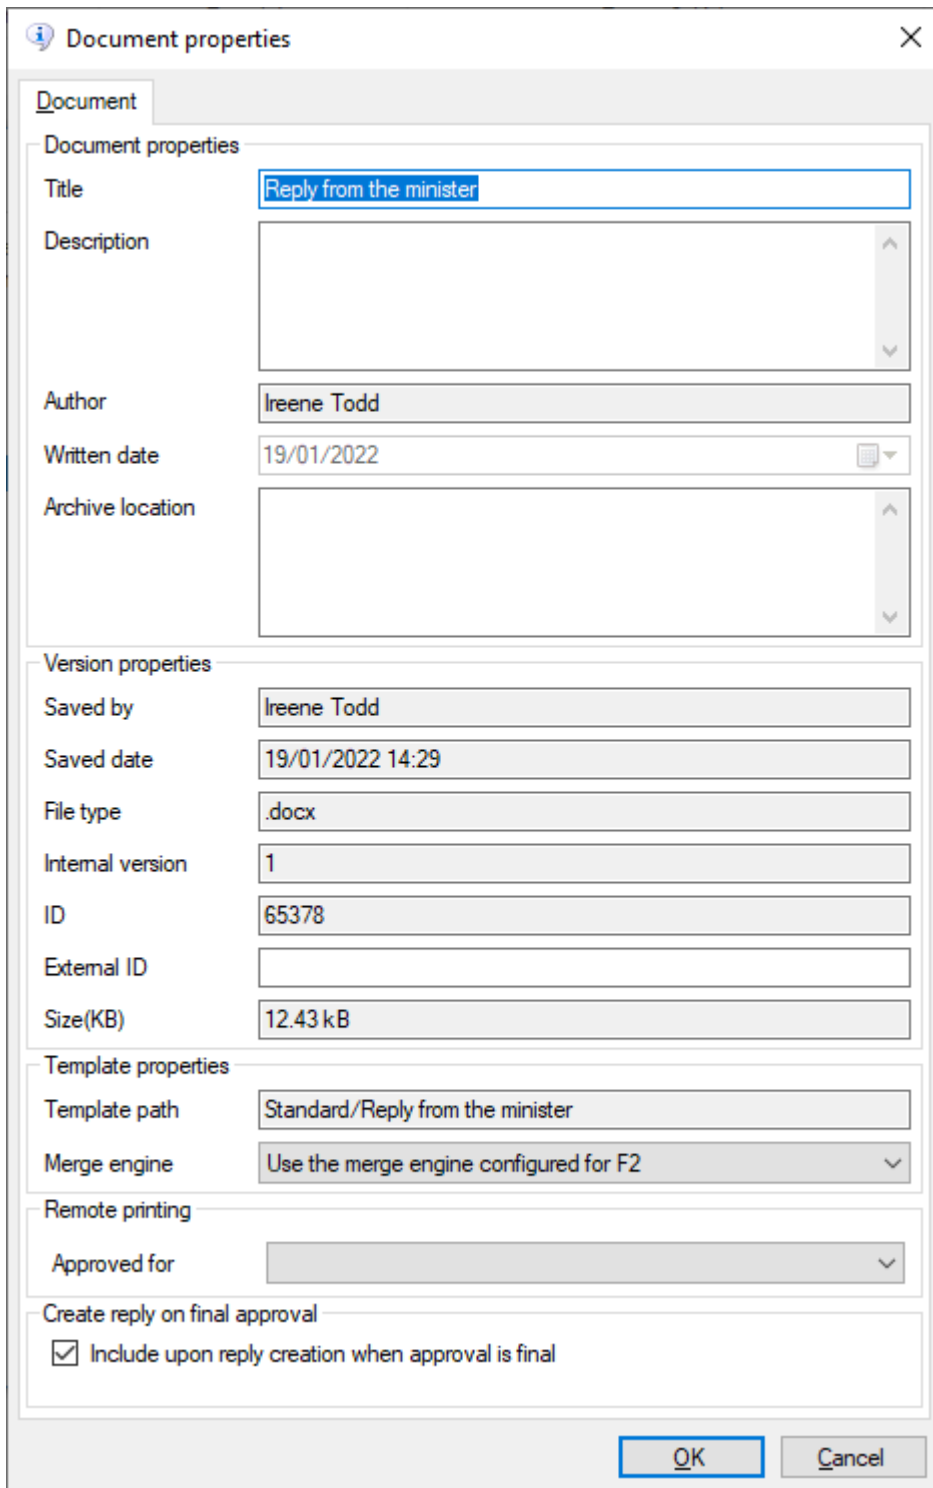 Document properties
Document
Document properties
Title Reply from the minister
Description
Author Ireene Todd
Written date 19/01/2022
Archive location
Version properties
Saved by Ireene Todd
Saved date 19/01/2022 14:29
File type .docx
Internal version 1
ID 65378
External ID
Size(KB) 12.43 kB
Template properties
Template path Standard/Reply from the minister
Merge engine Use the merge engine configured for F2
Remote printing
Approved for
Create reply on final approval
Include upon reply creation when approval is final
OK Cancel